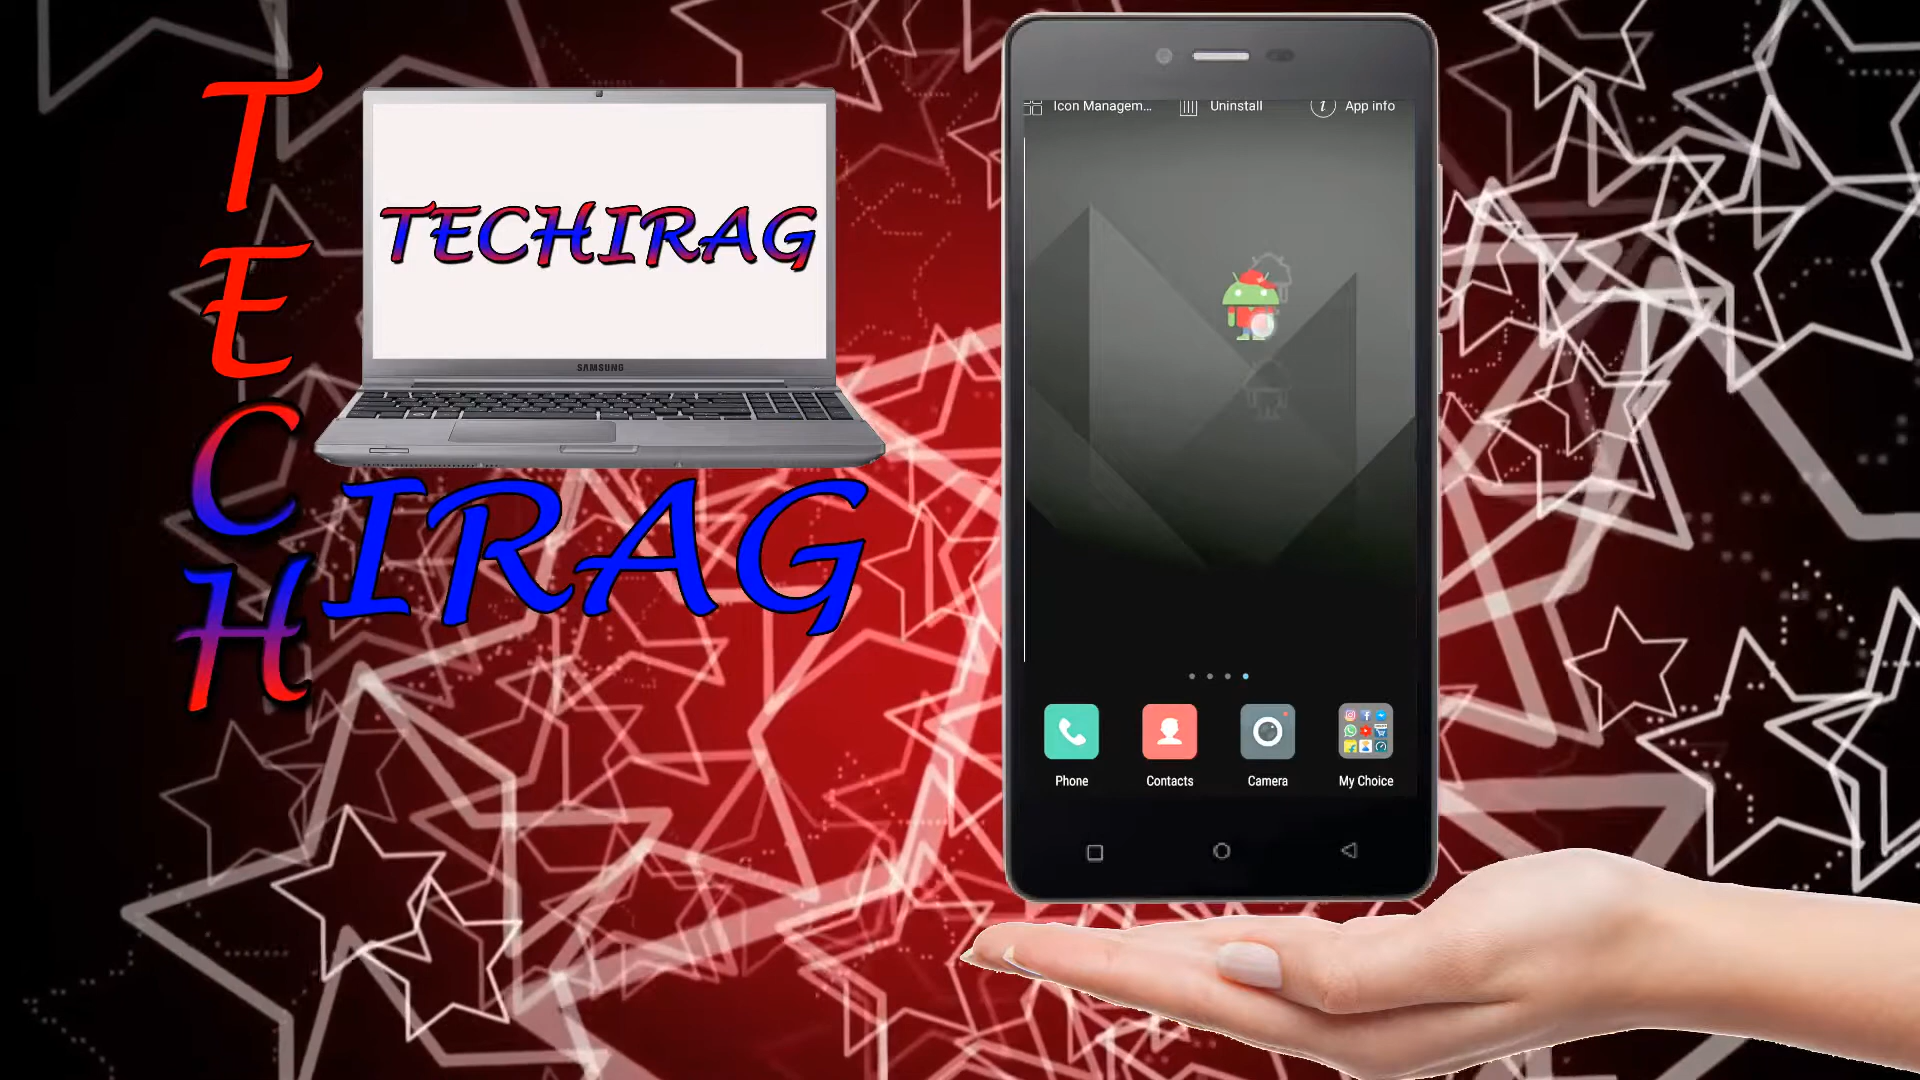 TECH
IRAG
TECHIRAG
SAMSUNG
Icon Managem... Uninstall i App info
Phone Contacts Camera My Choice